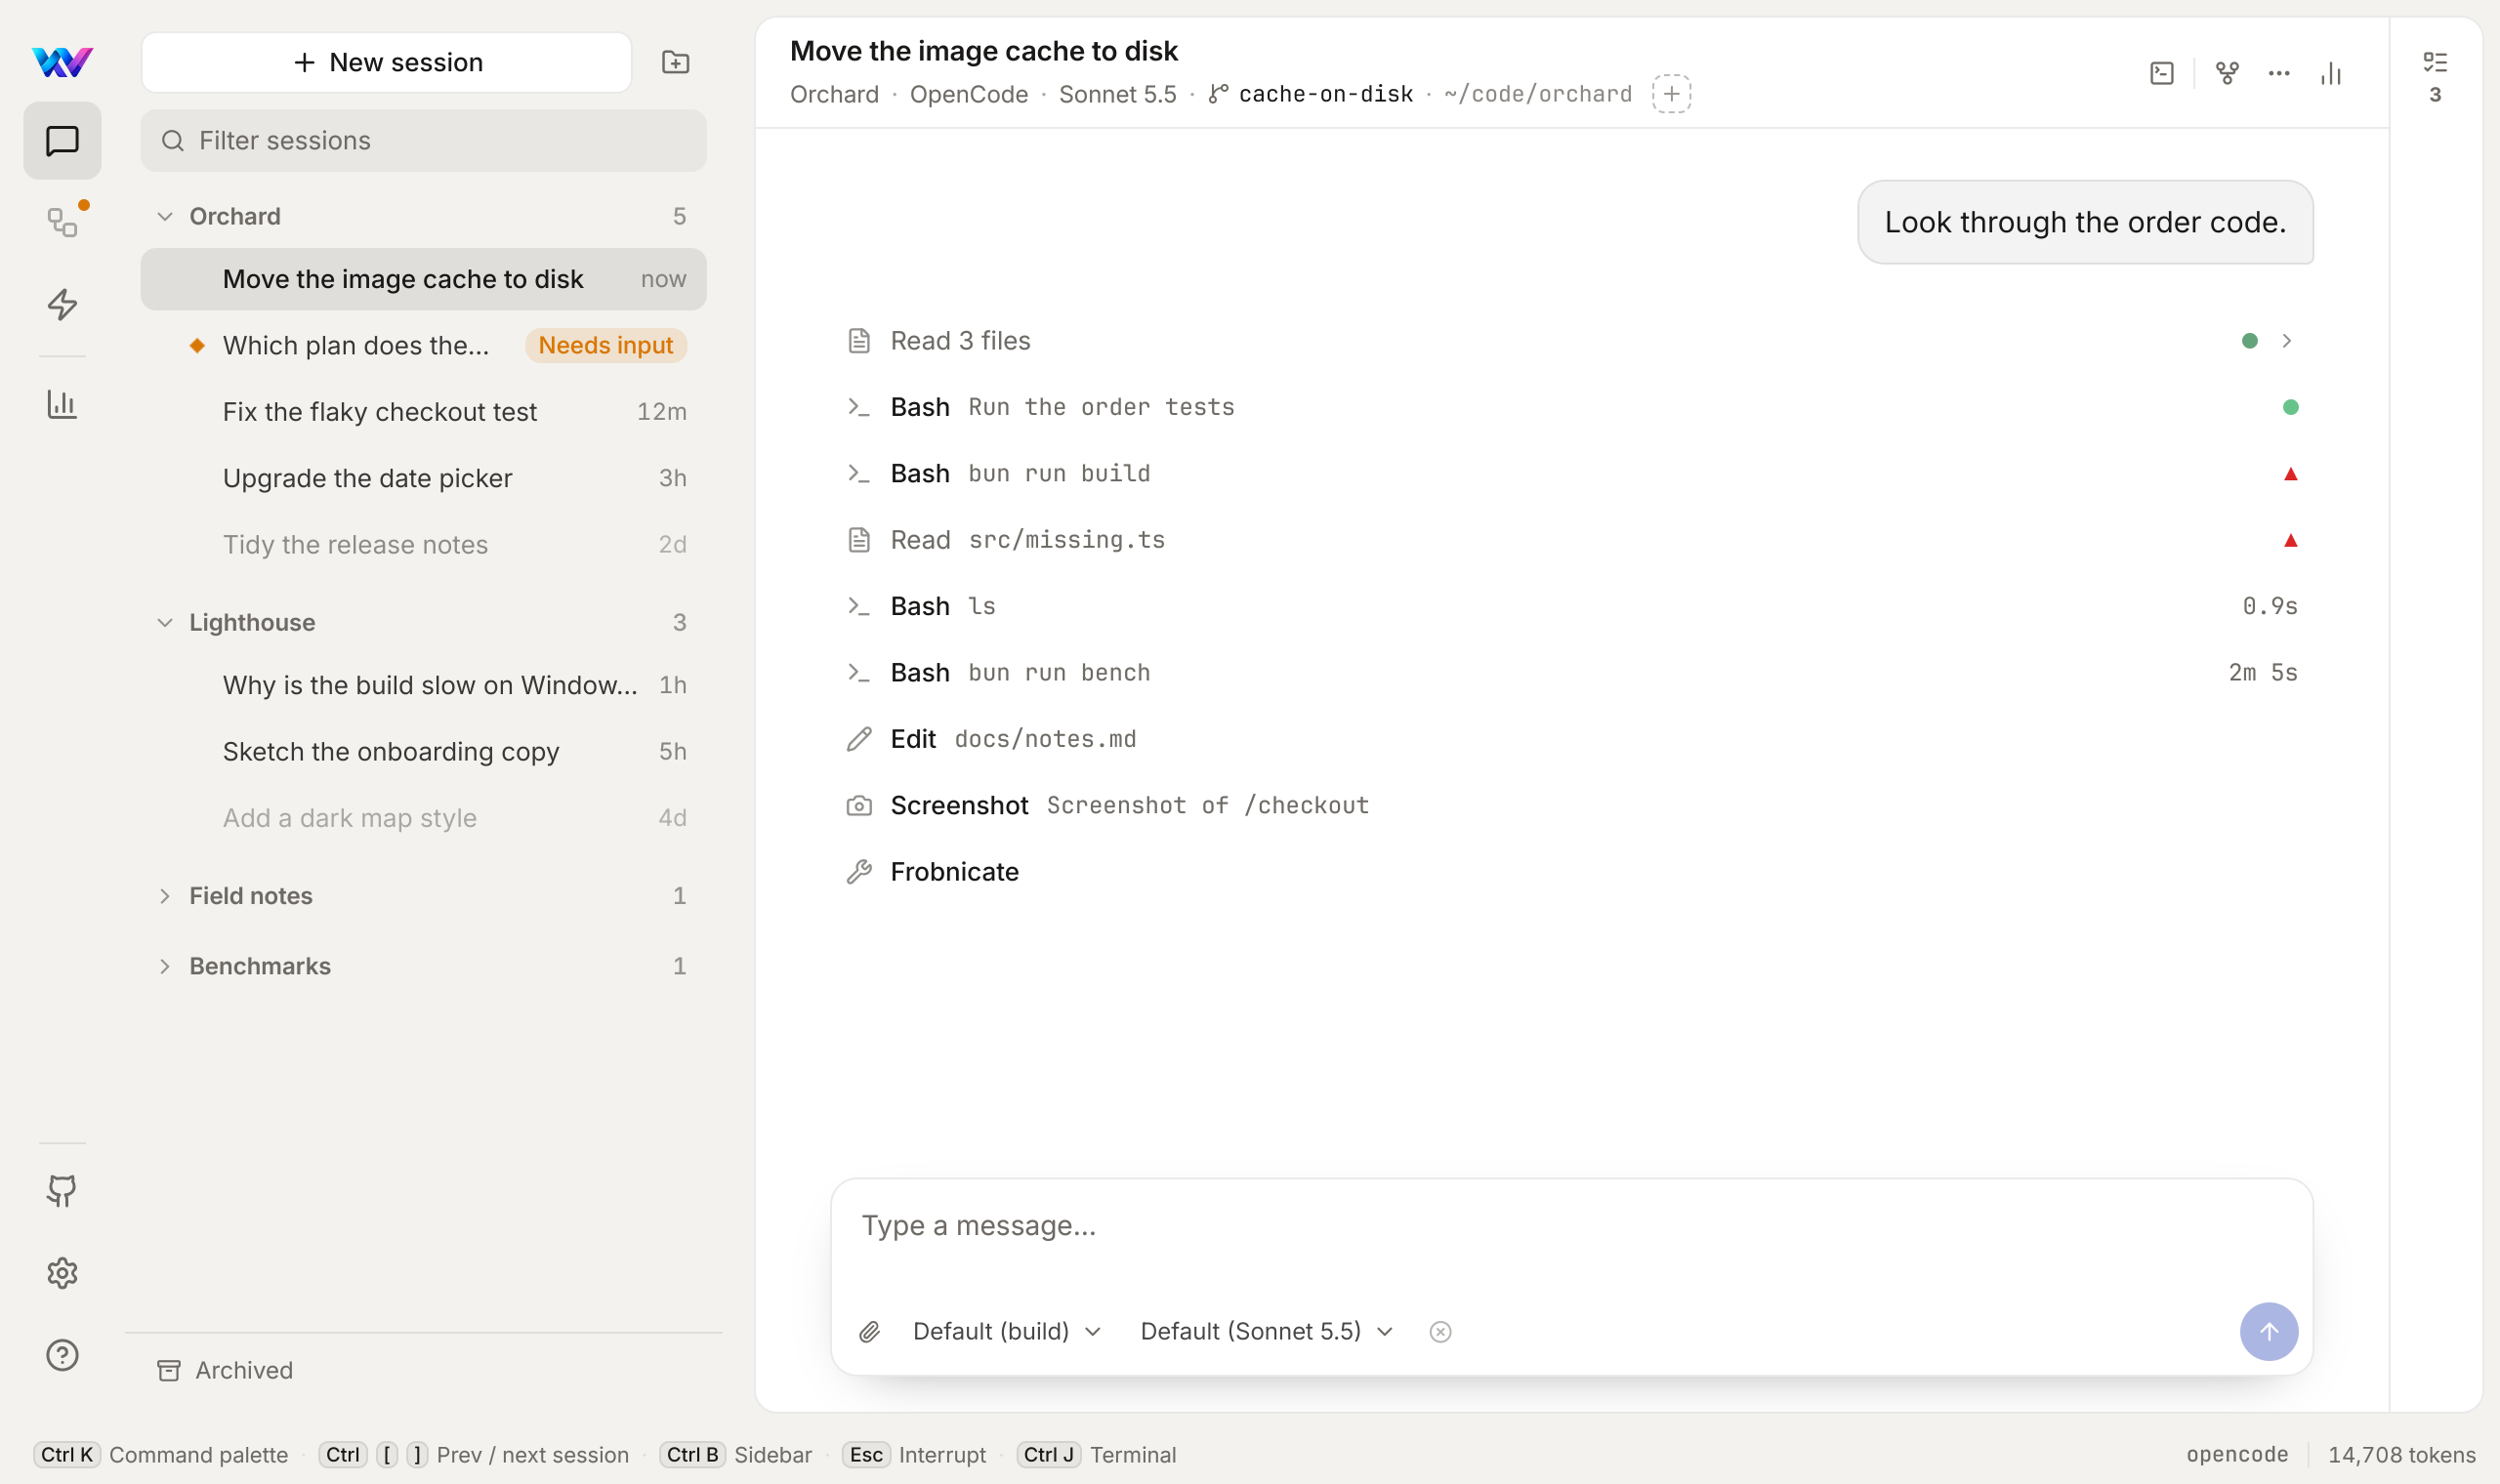 New session
Filter sessions
Orchard 5
Move the image cache to disk now
Which plan does the... Needs input
Fix the flaky checkout test 12m
Upgrade the date picker 3h
Tidy the release notes 2d
Lighthouse 3
Why is the build slow on Window... 1h
Sketch the onboarding copy 5h
Add a dark map style 4d
Field notes 1
Benchmarks 1
Archived
Move the image cache to disk
Orchard · OpenCode · Sonnet 5.5 · cache-on-disk · ~/code/orchard
3
Look through the order code.
Read 3 files
Bash Run the order tests
Bash bun run build
Read src/missing.ts
Bash ls 0.9s
Bash bun run bench 2m 5s
Edit docs/notes.md
Screenshot Screenshot of /checkout
Frobnicate
Type a message...
Default (build) Default (Sonnet 5.5)
Ctrl K Command palette · Ctrl [ ] Prev / next session · Ctrl B Sidebar · Esc Interrupt · Ctrl J Terminal opencode 14,708 tokens